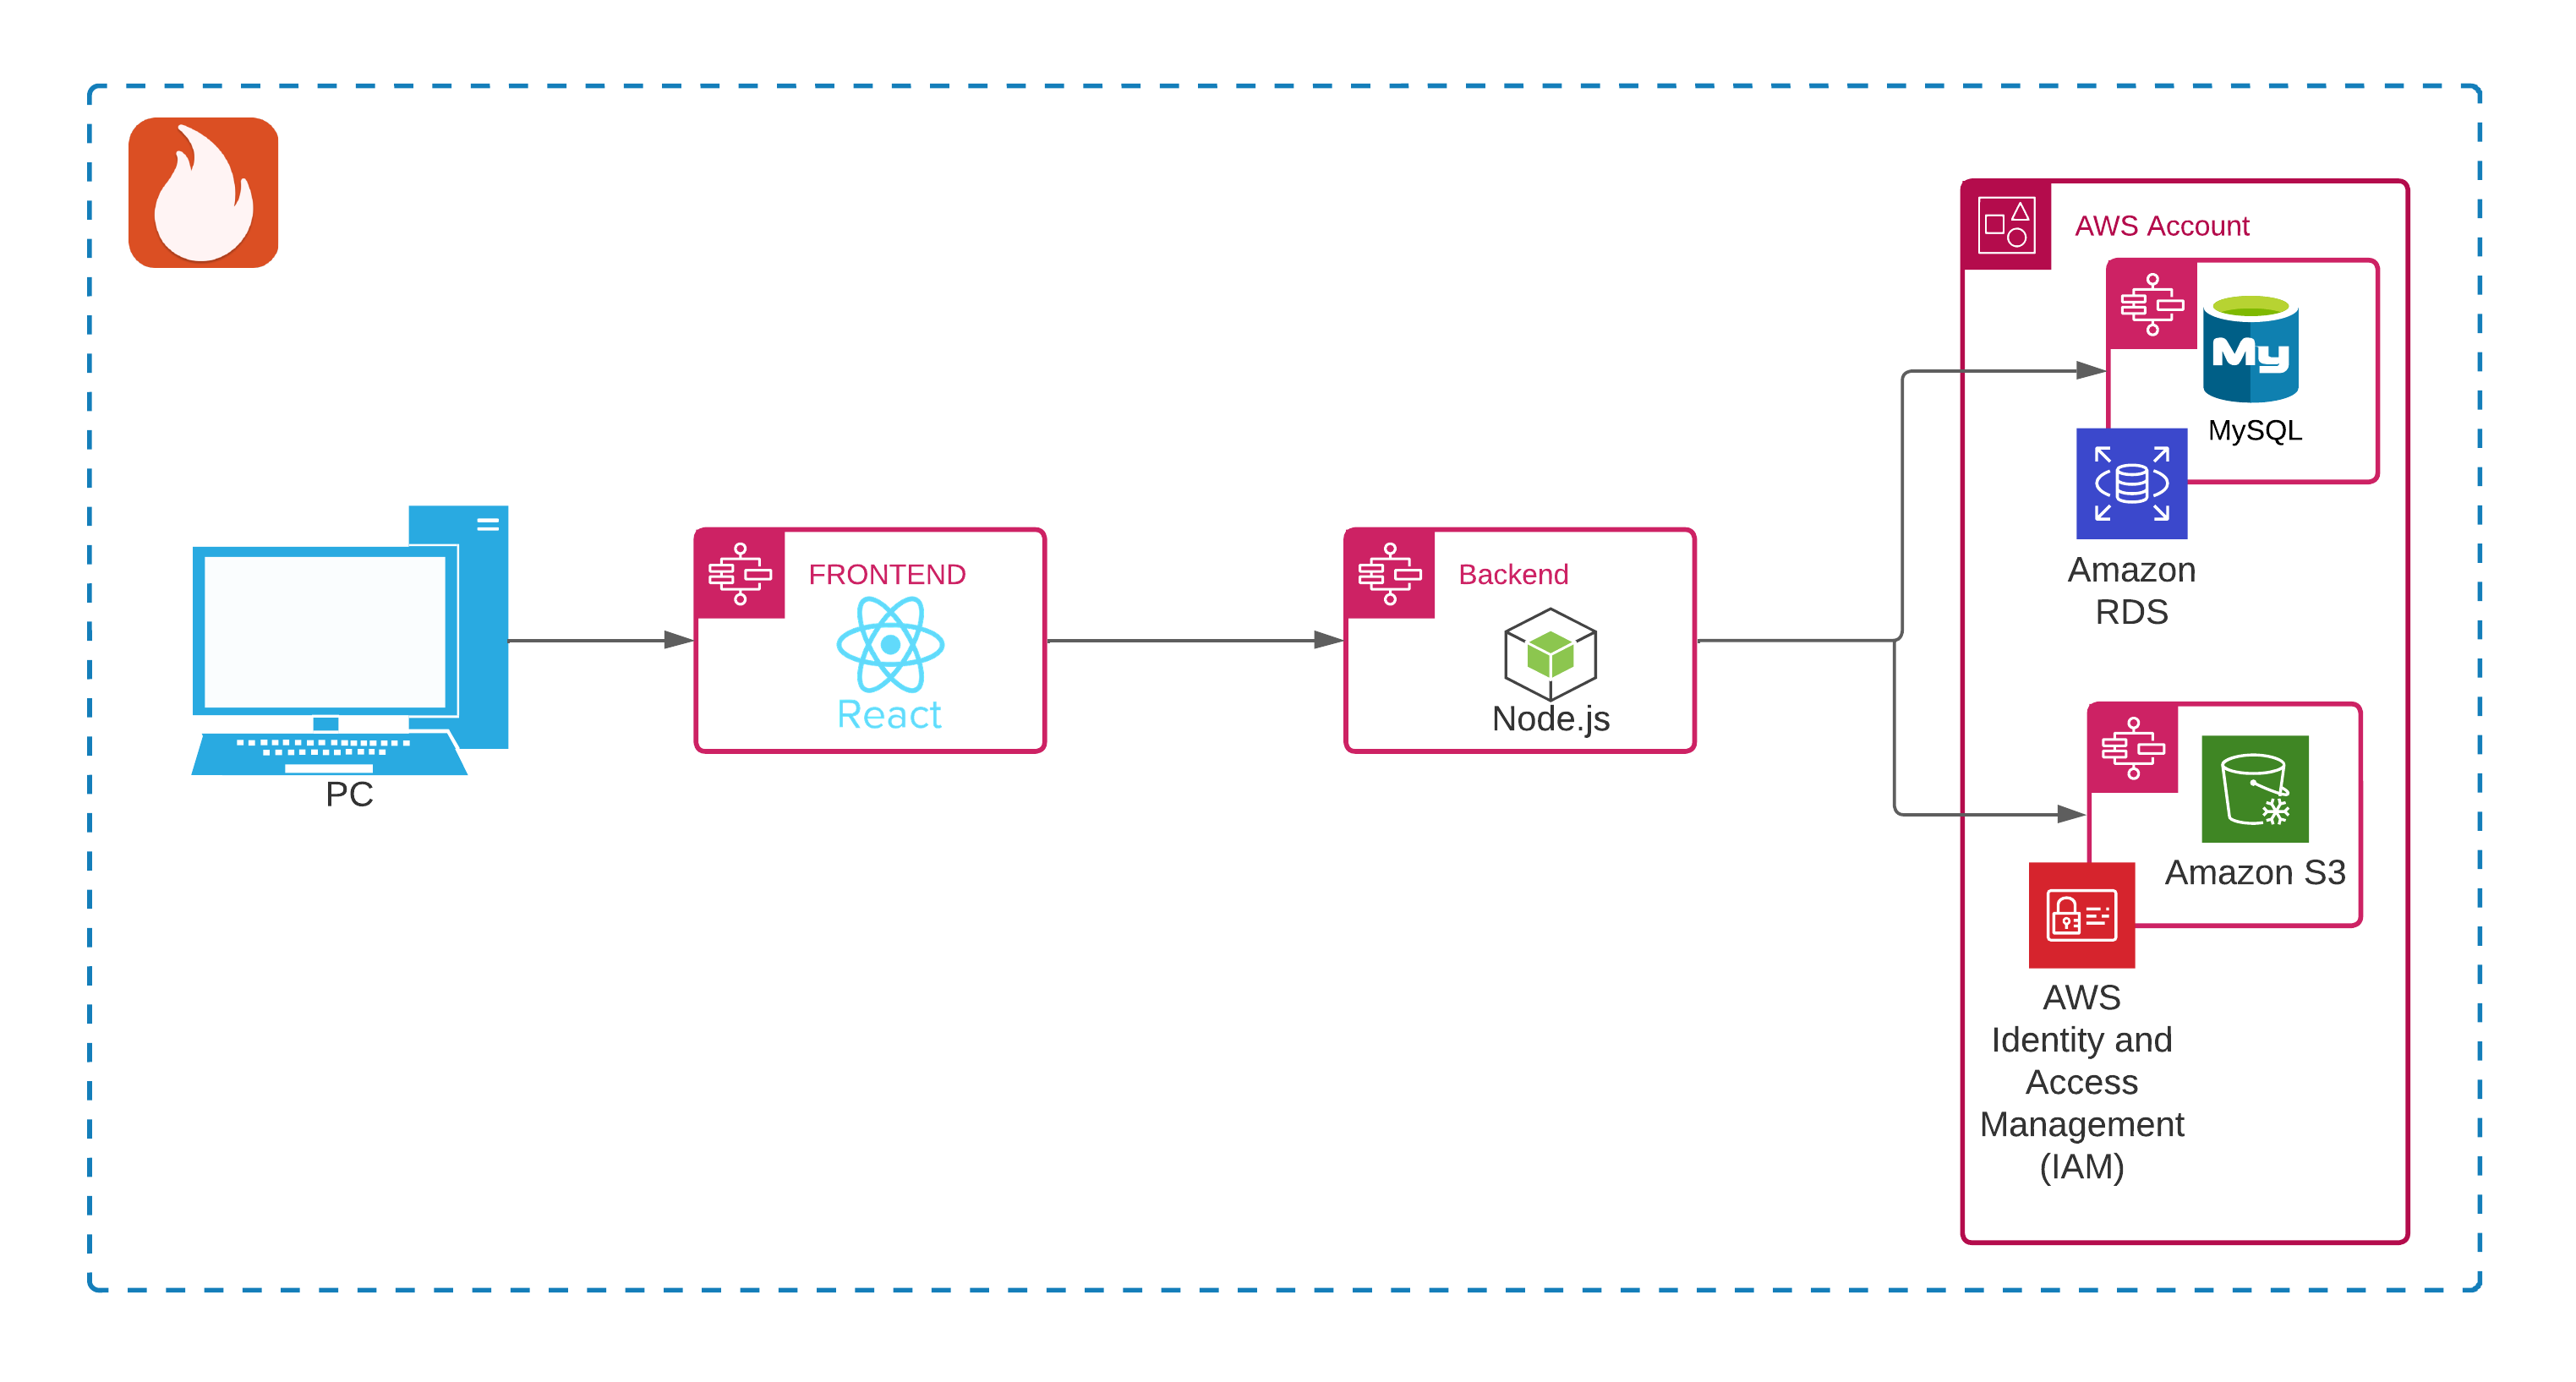 AWS Account
My
MySQL
Amazon
RDS
FRONTEND
React
Backend
Node.js
PC
Amazon S3
AWS
Identity and
Access
Management
(IAM)